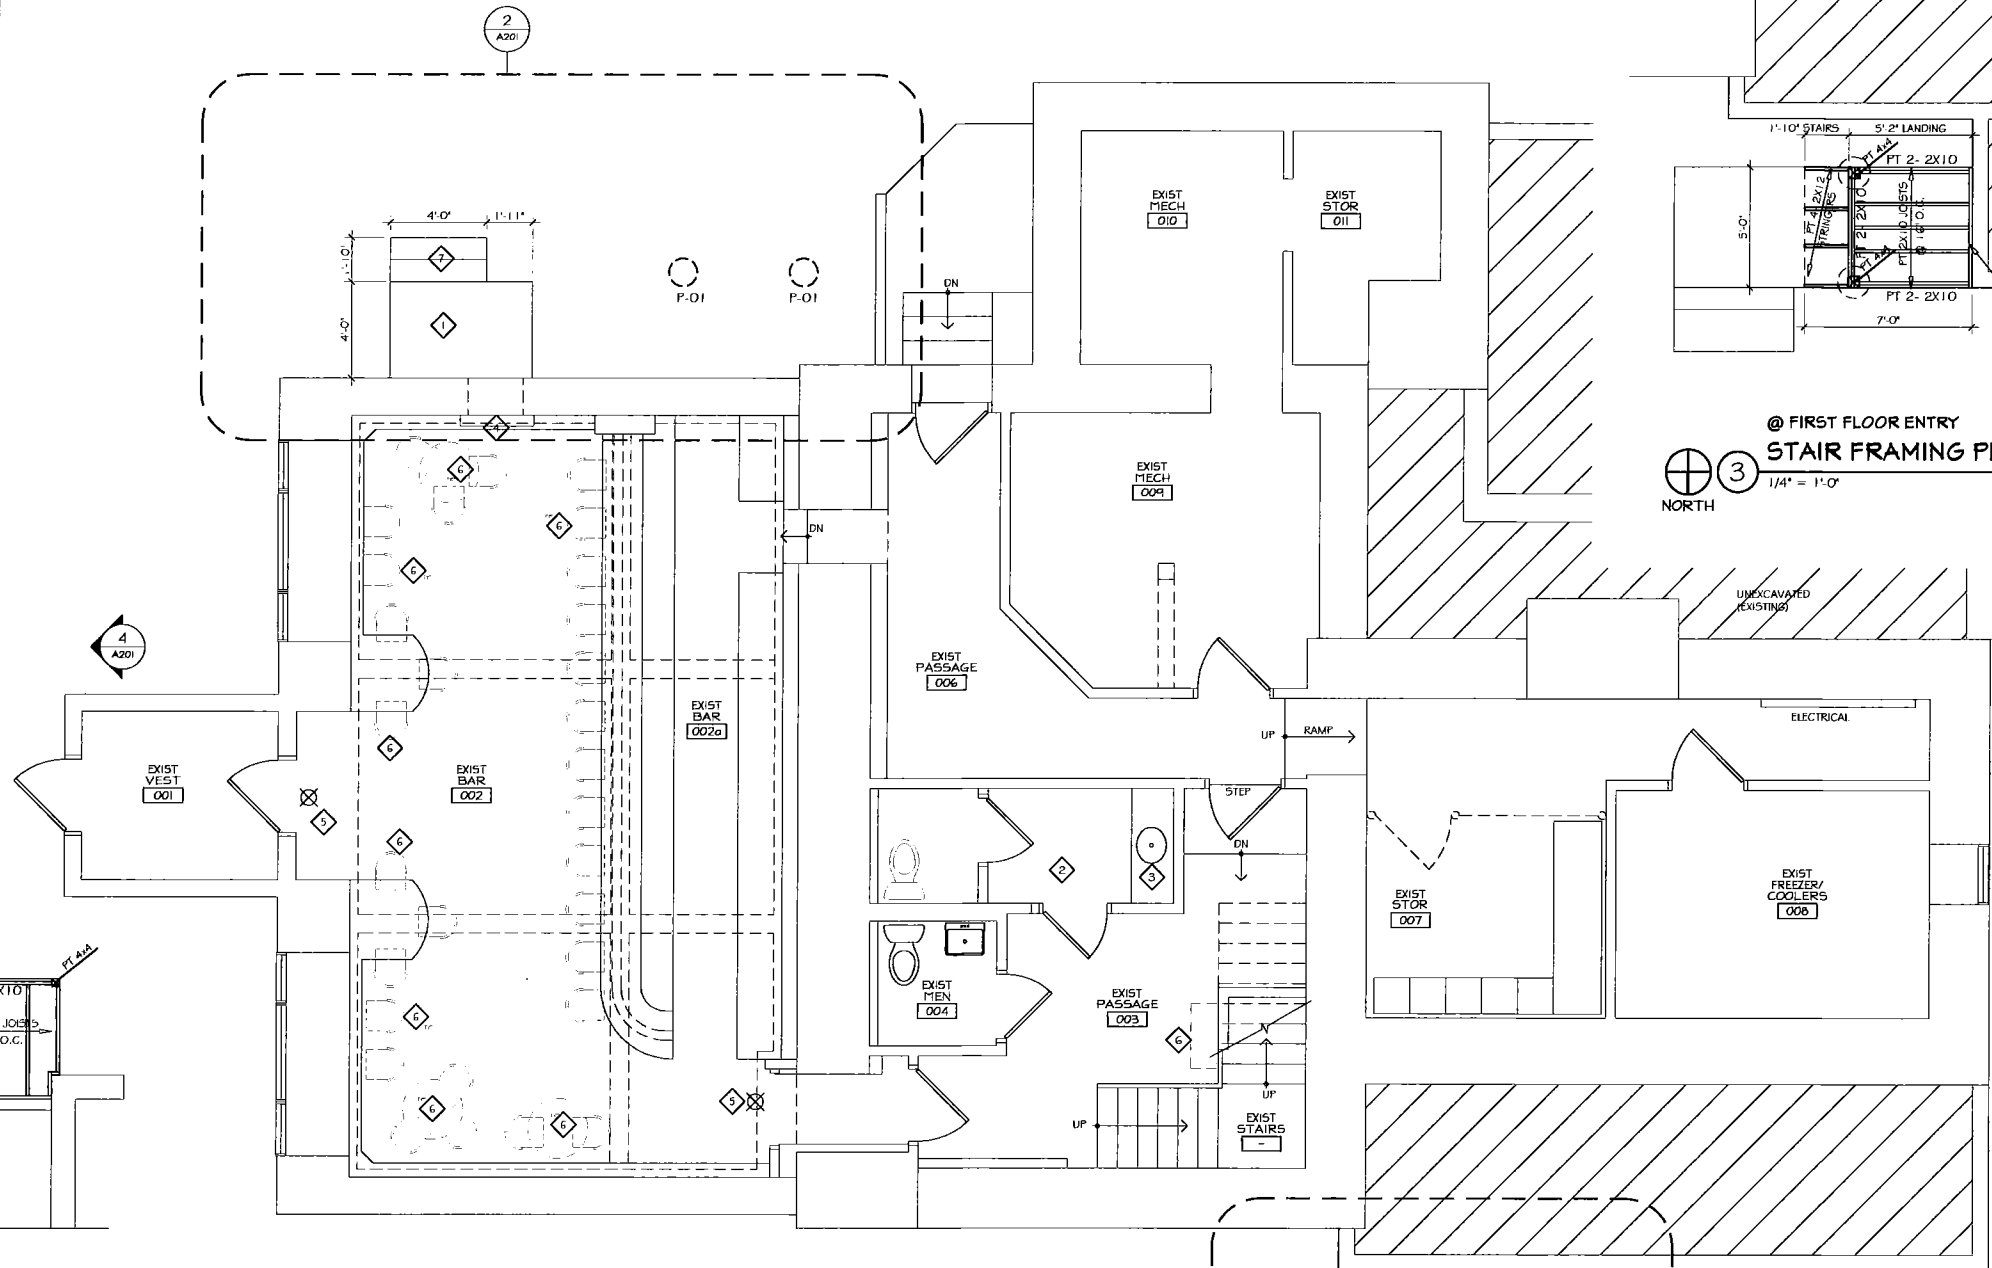 2
A201
1'-10" STAIRS
5'-2" LANDING
PT 4x4
PT 2- 2X10
PT 4- 2X12
STRINGERS
PT 2X10 JOISTS
@ 16" O.C.
5'-0"
PT 4x4
PT 2- 2X10
7'-0"
EXIST
MECH
010
EXIST
STOR
011
4'-0"
1'-11"
1'-10"
7
4'-0"
1
P-01
P-01
DN
4
@ FIRST FLOOR ENTRY
STAIR FRAMING
3
1/4" = 1'-0"
NORTH
6
6
6
DN
EXIST
MECH
009
UNEXCAVATED
(EXISTING)
4
A201
EXIST
PASSAGE
006
EXIST
BAR
002a
6
UP
RAMP
ELECTRICAL
EXIST
VEST
001
EXIST
BAR
002
5
6
STEP
DN
2
3
EXIST
STOR
007
EXIST
FREEZER/
COOLERS
008
PT 4x4
X10
JOISTS
O.C.
EXIST
MEN
004
EXIST
PASSAGE
003
6
6
UP
6
6
5
UP
EXIST
STAIRS
-